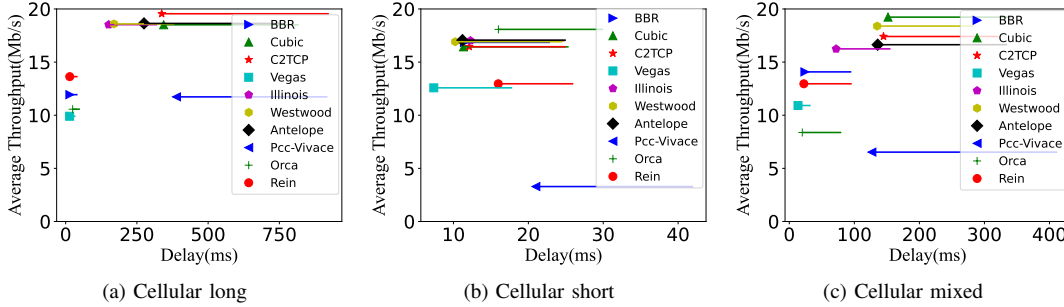 Average Throughput(Mb/s)
20
15
10
5
0
0 250 500 750
Delay(ms)
BBR
Cubic
C2TCP
Vegas
Illinois
Westwood
Antelope
Pcc-Vivace
Orca
Rein
(a) Cellular long
Average Throughput(Mb/s)
20
15
10
5
0
10 20 30 40
Delay(ms)
BBR
Cubic
C2TCP
Vegas
Illinois
Westwood
Antelope
Pcc-Vivace
Orca
Rein
(b) Cellular short
Average Throughput(Mb/s)
20
15
10
5
0
0 100 200 300 400
Delay(ms)
BBR
Cubic
C2TCP
Vegas
Illinois
Westwood
Antelope
Pcc-Vivace
Orca
Rein
(c) Cellular mixed